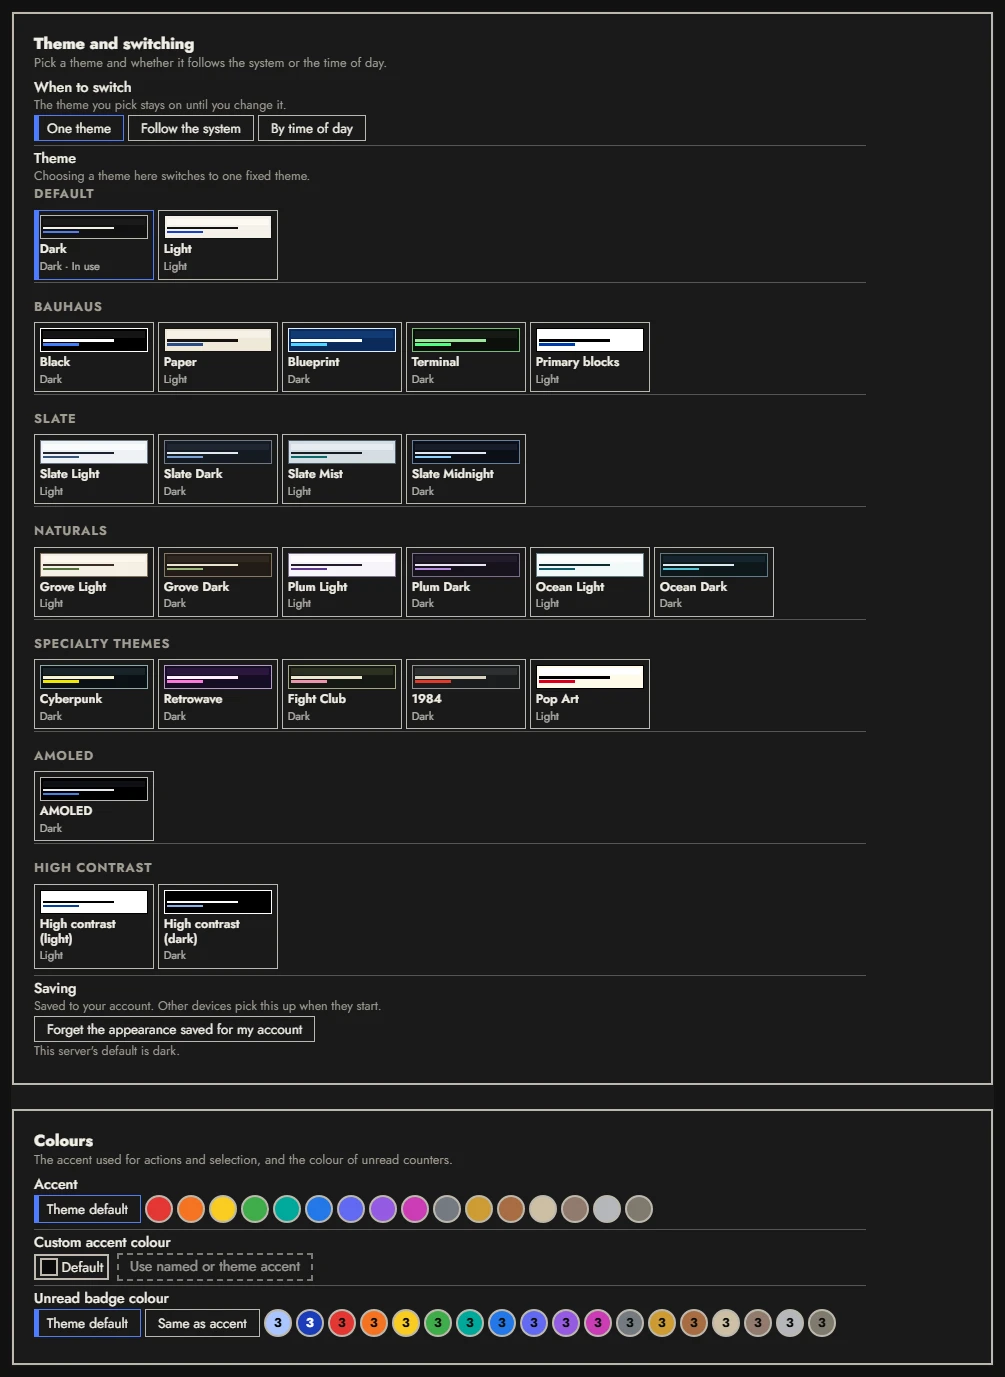 Theme and switching
Pick a theme and whether it follows the system or the time of day.
When to switch
The theme you pick stays on until you change it.
One theme Follow the system By time of day
Theme
Choosing a theme here switches to one fixed theme.
DEFAULT
Dark Light
Dark - In use Light
BAUHAUS
Black Paper Blueprint Terminal Primary blocks
Dark Light Dark Dark Light
SLATE
Slate Light Slate Dark Slate Mist Slate Midnight
Light Dark Light Dark
NATURALS
Grove Light Grove Dark Plum Light Plum Dark Ocean Light Ocean Dark
Light Dark Light Dark Light Dark
SPECIALTY THEMES
Cyberpunk Retrowave Fight Club 1984 Pop Art
Dark Dark Dark Dark Light
AMOLED
AMOLED
Dark
HIGH CONTRAST
High contrast High contrast
(light) (dark)
Light Dark
Saving
Saved to your account. Other devices pick this up when they start.
Forget the appearance saved for my account
This server's default is dark.
Colours
The accent used for actions and selection, and the colour of unread counters.
Accent
Theme default
Custom accent colour
Default Use named or theme accent
Unread badge colour
Theme default Same as accent 3 3 3 3 3 3 3 3 3 3 3 3 3 3 3 3 3 3